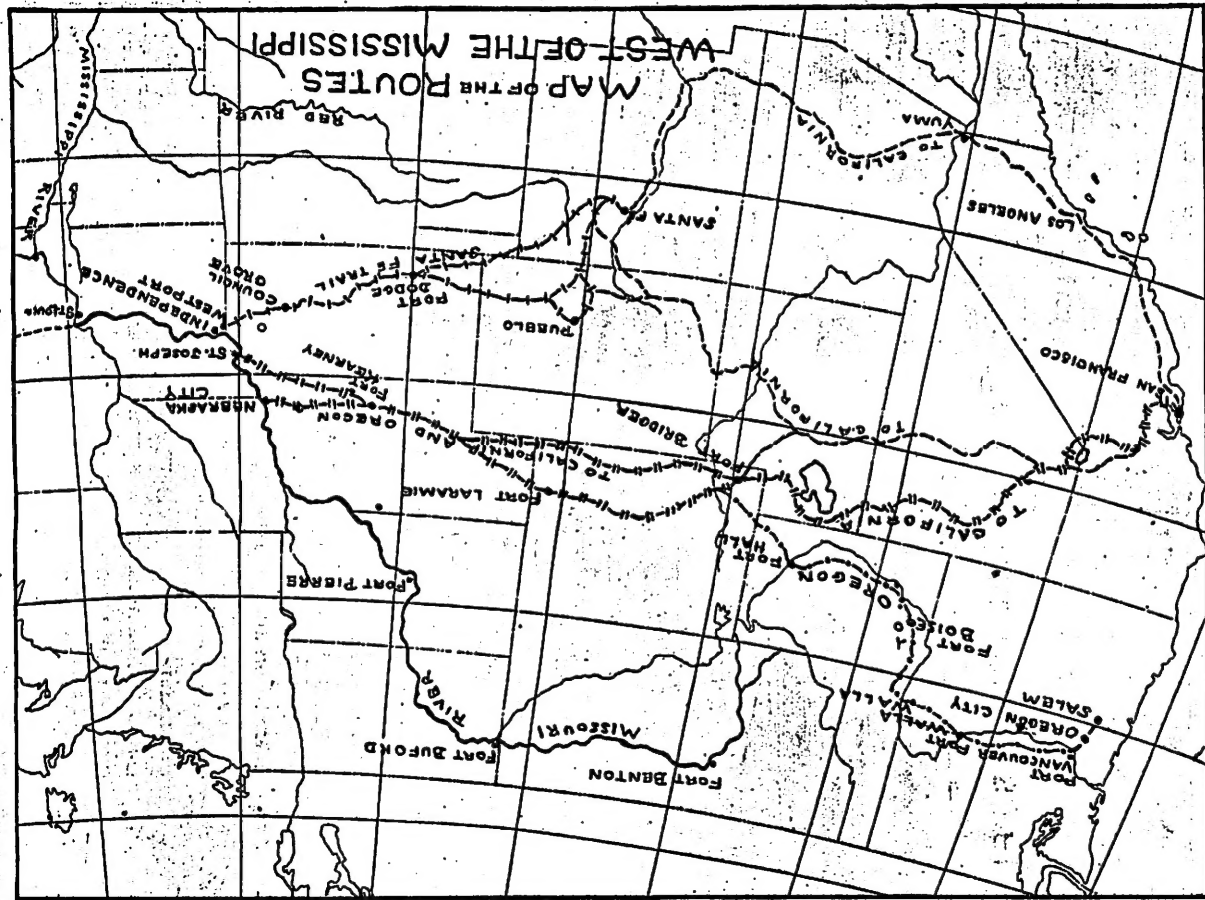 MAP OF THE ROUTES
WEST OF THE MISSISSIPPI
FORT
VANCOUVER
OREGON CITY
SALEM
FORT
WALLA
WALLA
FORT
BOISE
OREGON
FORT
HALL
FORT BENTON
MISSOURI
RIVER
FORT BUFORD
FORT PIERRE
TO
CALIFORNIA
FORT
BRIDGER
FORT LARAMIE
TO CALIFORNIA
AND
OREGON
FORT
KEARNEY
NEBRASKA
CITY
ST. JOSEPH
SAN FRANCISCO
TO CALIFORNI
PUEBLO
FORT
DODGE
SANTA
FE TRAIL
COUNCIL
GROVE
WESTPORT
INDEPENDENCE
ST. LOUIS
LOS ANGELES
SANTA FE
YUMA
TO CALIFORNIA
RED RIVER
MISSISSIPPI
RIVER